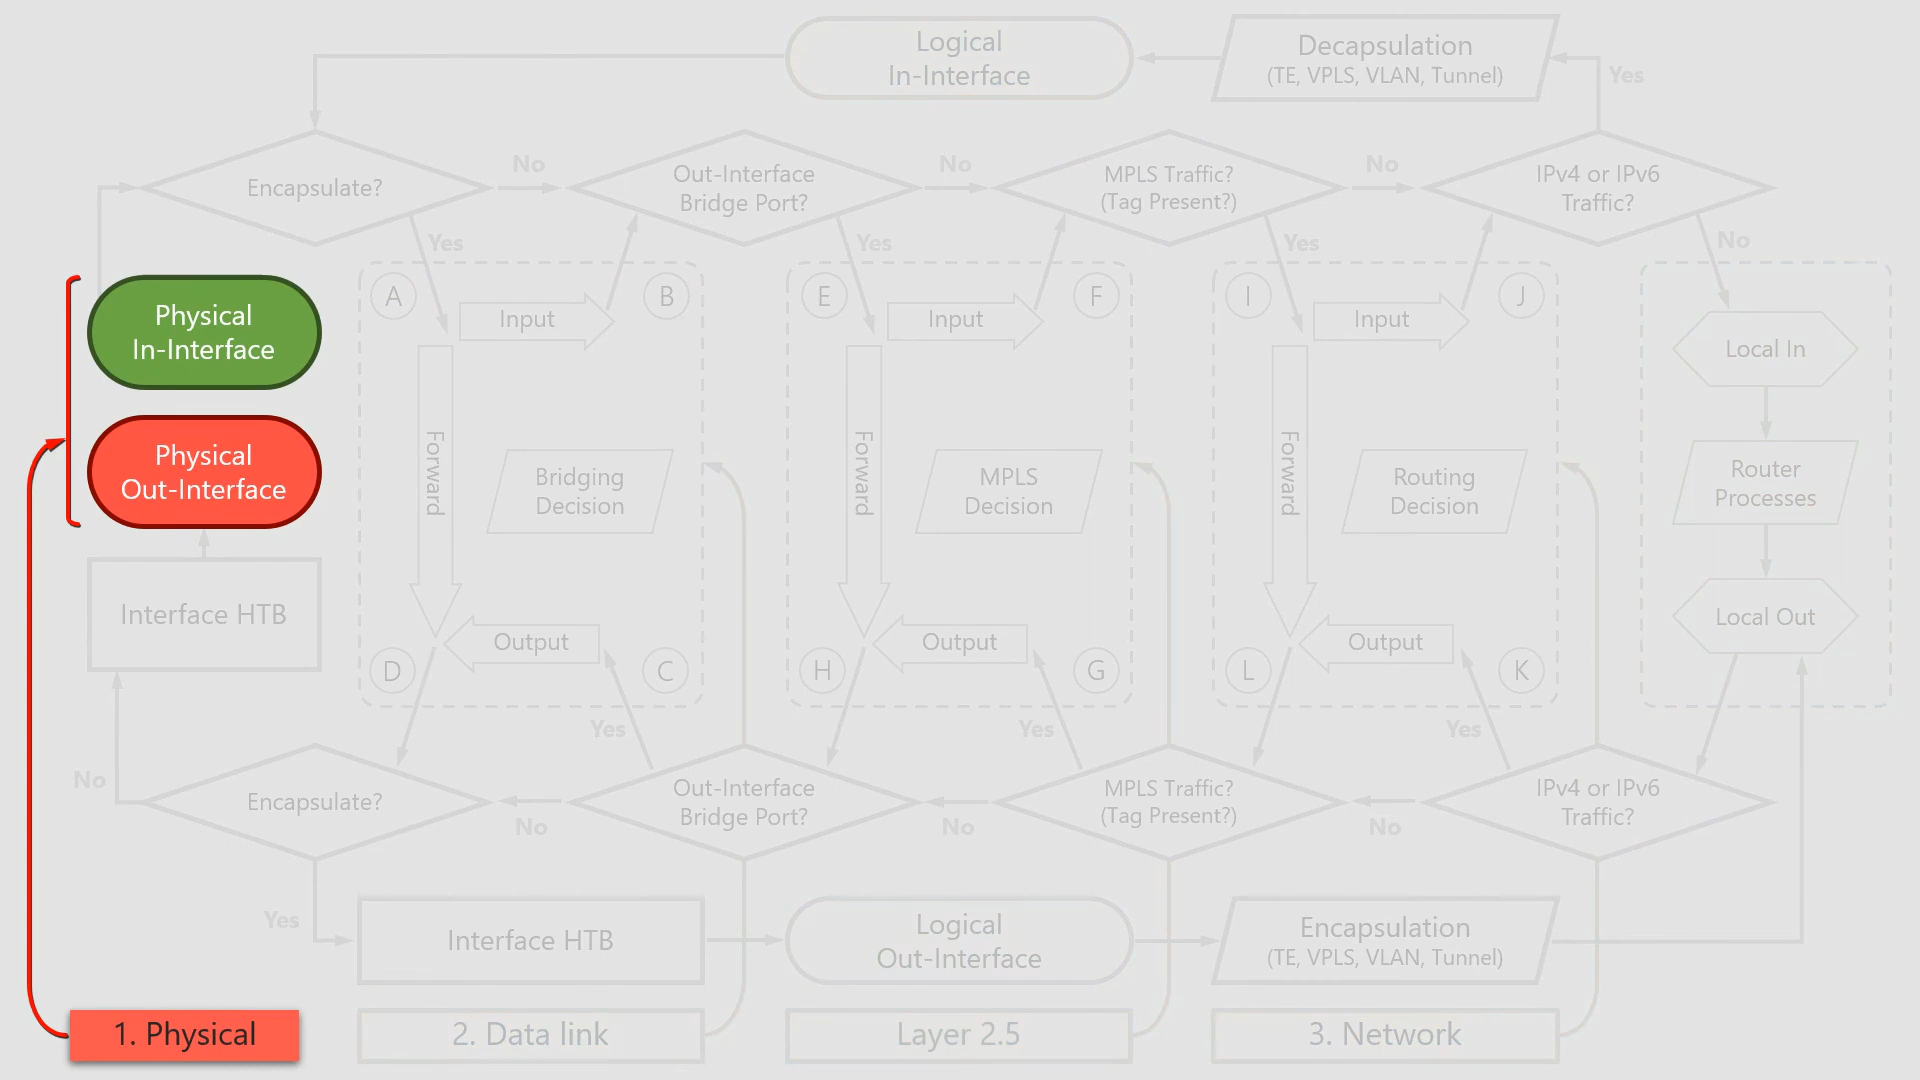 Logical
In-Interface
Decapsulation
(TE, VPLS, VLAN, Tunnel)
Yes
Encapsulate?
No
Out-Interface
Bridge Port?
No
MPLS Traffic?
(Tag Present?)
No
IPv4 or IPv6
Traffic?
Yes
Yes
Yes
No
Physical
In-Interface
A
B
Input
E
F
Input
I
J
Input
Local In
Physical
Out-Interface
Forward
Bridging
Decision
Forward
MPLS
Decision
Forward
Routing
Decision
Router
Processes
Interface HTB
Output
D
C
Output
H
G
Output
L
K
Local Out
Yes
Yes
Yes
No
Encapsulate?
No
Out-Interface
Bridge Port?
No
MPLS Traffic?
(Tag Present?)
No
IPv4 or IPv6
Traffic?
Yes
Interface HTB
Logical
Out-Interface
Encapsulation
(TE, VPLS, VLAN, Tunnel)
1. Physical
2. Data link
Layer 2.5
3. Network